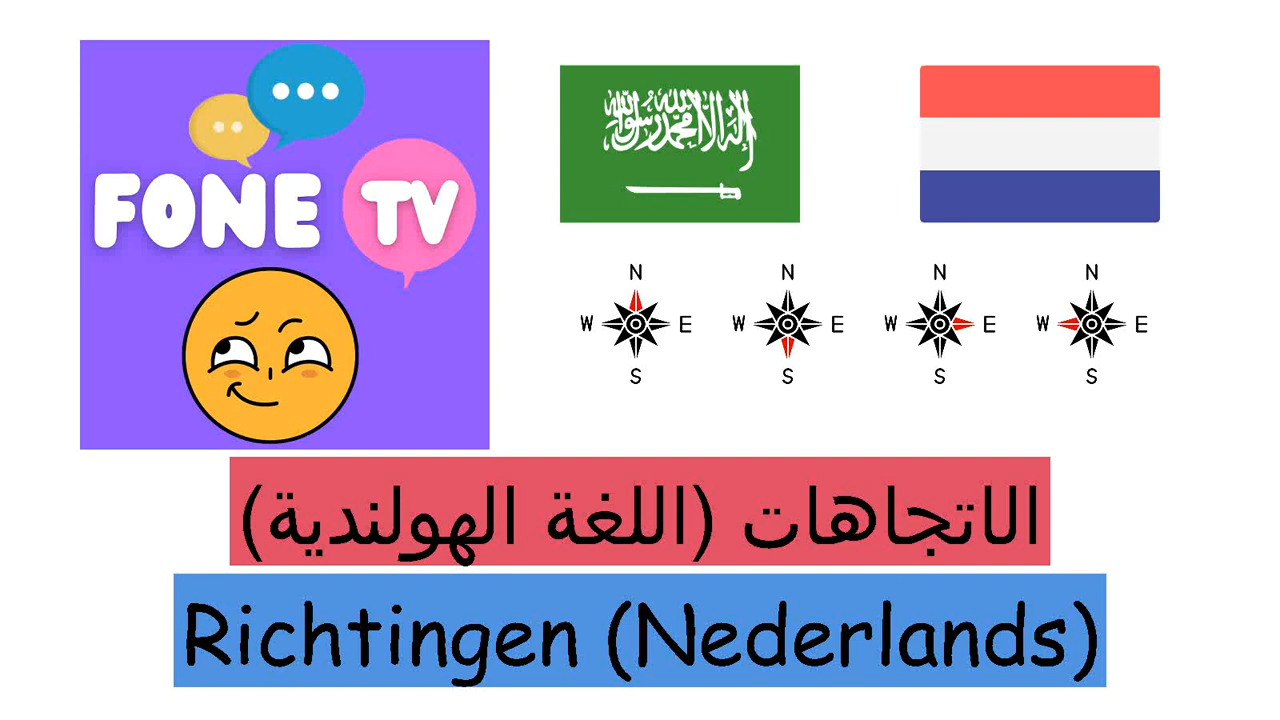 FONE TV
لا إله إلا الله محمد رسول الله
N N N N
W E W E W E W E
S S S S
الاتجاهات (اللغة الهولندية)
Richtingen (Nederlands)